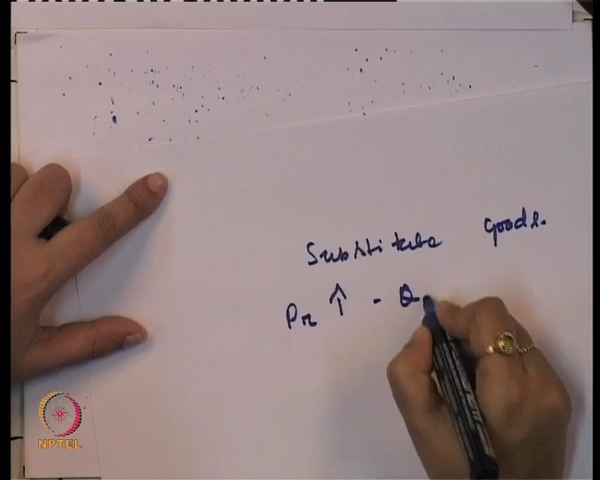 Substitute goods.
Px ↑ - Q
NPTEL